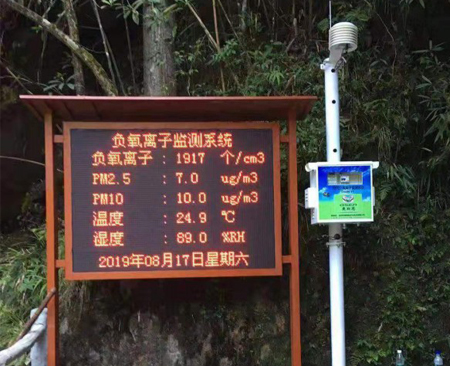 负氧离子监测系统
负氧离子 : 1917 个/cm3
PM2.5 : 7.0 ug/m3
PM10 : 10.0 ug/m3
温度 : 24.9 ℃
湿度 : 89.0 %RH
2019年08月17日星期六